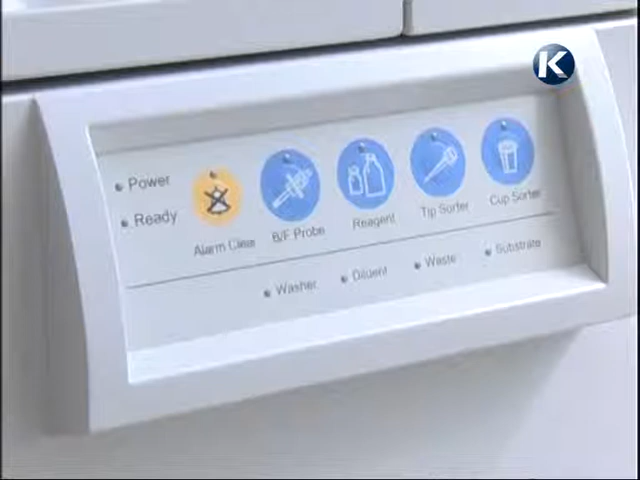 K
Power
Ready
Alarm Clear
B/F Probe
Reagent
Tip Sorter
Cup Sorter
Washer
Diluent
Waste
Substrate